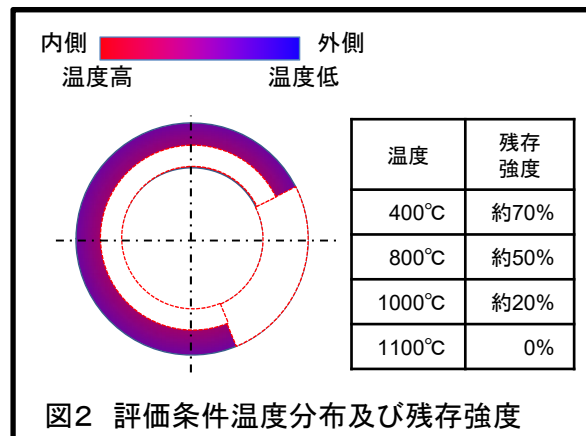 内側 外側
温度高 温度低
温度 残存
強度
400℃ 約70%
800℃ 約50%
1000℃ 約20%
1100℃ 0%
図2 評価条件温度分布及び残存強度